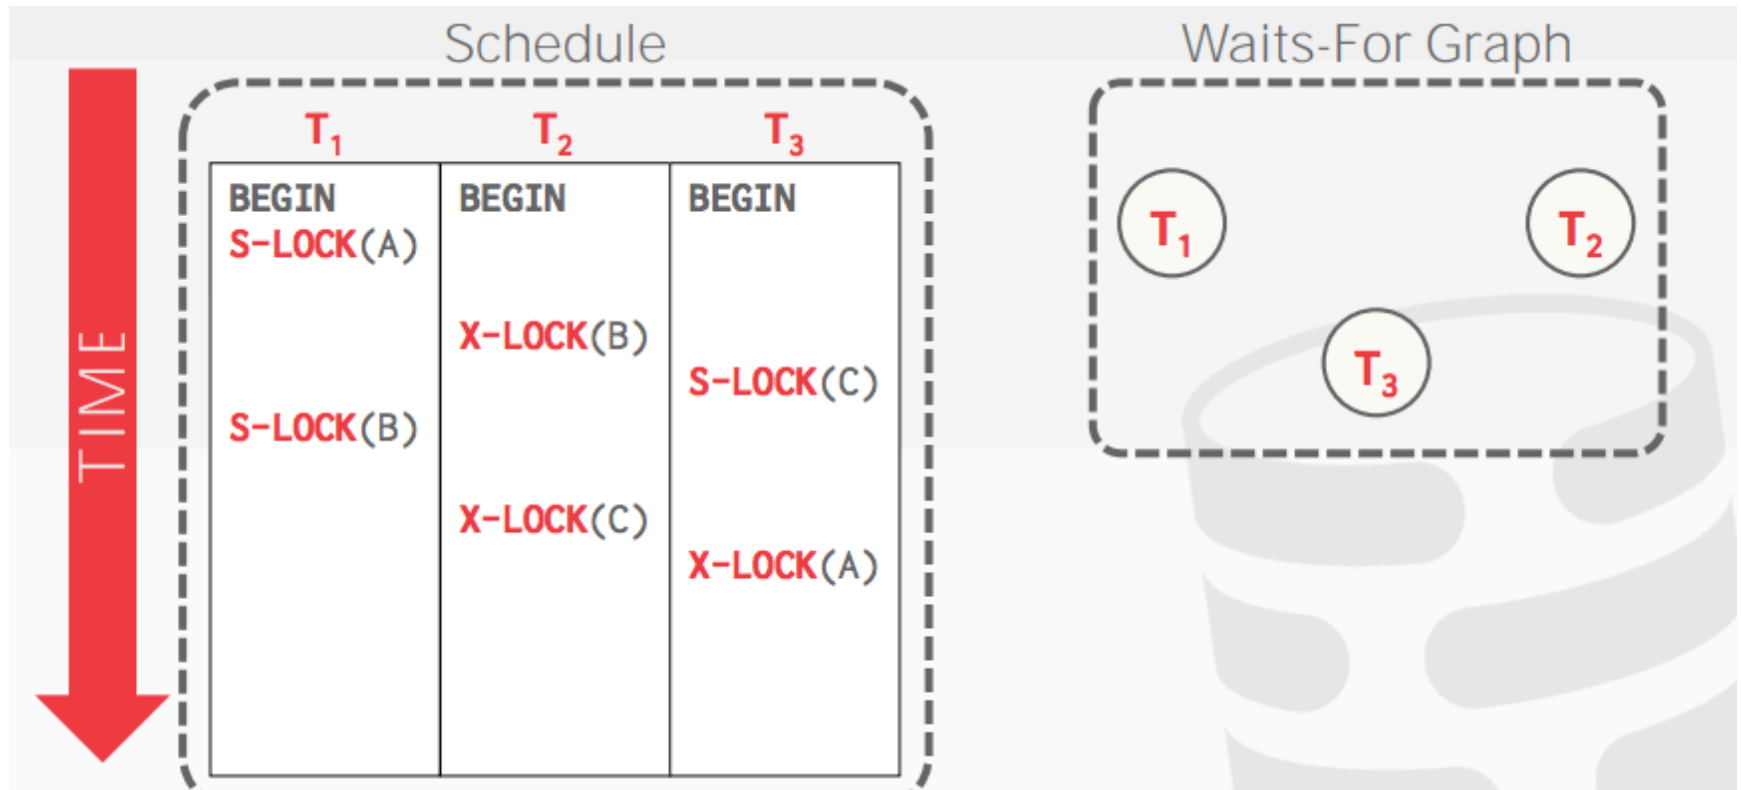 Schedule
Waits-For Graph
TIME
T1 T2 T3
BEGIN BEGIN BEGIN
S-LOCK(A)
X-LOCK(B)
S-LOCK(C)
S-LOCK(B)
X-LOCK(C)
X-LOCK(A)
T1
T2
T3